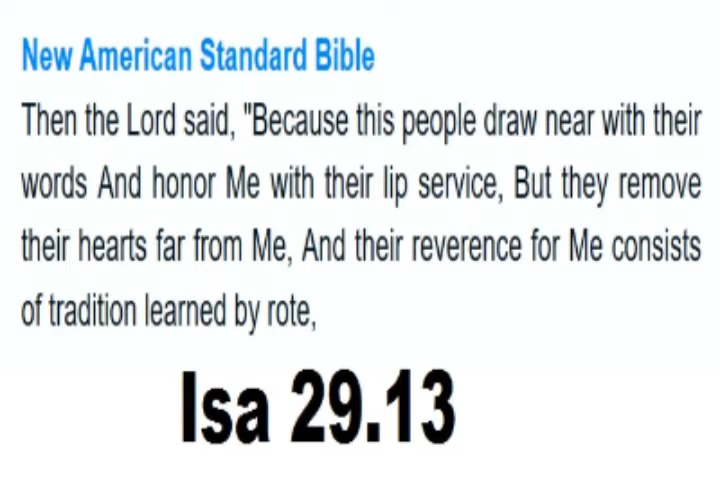 New American Standard Bible
Then the Lord said, "Because this people draw near with their
words And honor Me with their lip service, But they remove
their hearts far from Me, And their reverence for Me consists
of tradition learned by rote,
Isa 29.13